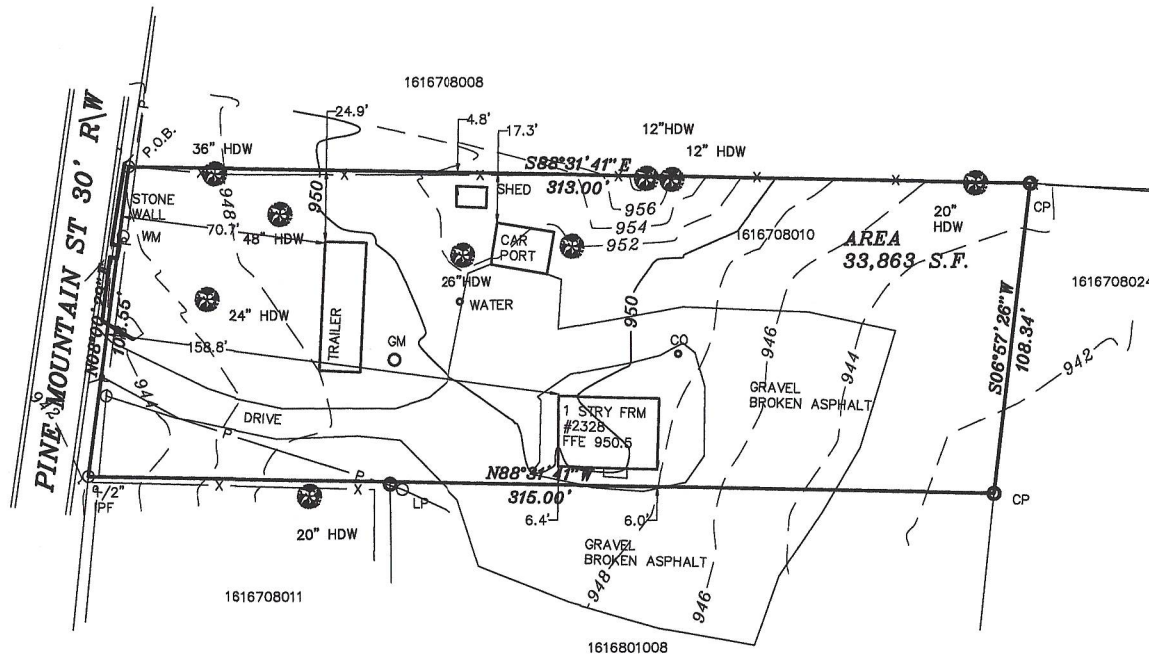 1616708008
24.9'
4.8'
17.3'
12"HDW
12" HDW
P.O.B.
36" HDW
S88°31'41"E
313.00'
PINE MOUNTAIN ST 30' R\W
STONE
WALL
WM
948
950
SHED
956
954
952
20"
HDW
CP
70.7'
48" HDW
CAR
PORT
1616708010
AREA
33,863 S.F.
26"HDW
1616708024
WATER
24" HDW
TRAILER
GM
950
CO
946
944
942
S06°57'26"W
108.34'
158.8'
944
GRAVEL
BROKEN ASPHALT
DRIVE
P
1 STRY FRM
#2328
FFE 950.5
P
N88°31'41"W
315.00'
1/2"
IPF
LP
CP
6.4'
6.0'
20" HDW
GRAVEL
BROKEN ASPHALT
948
946
1616708011
1616801008